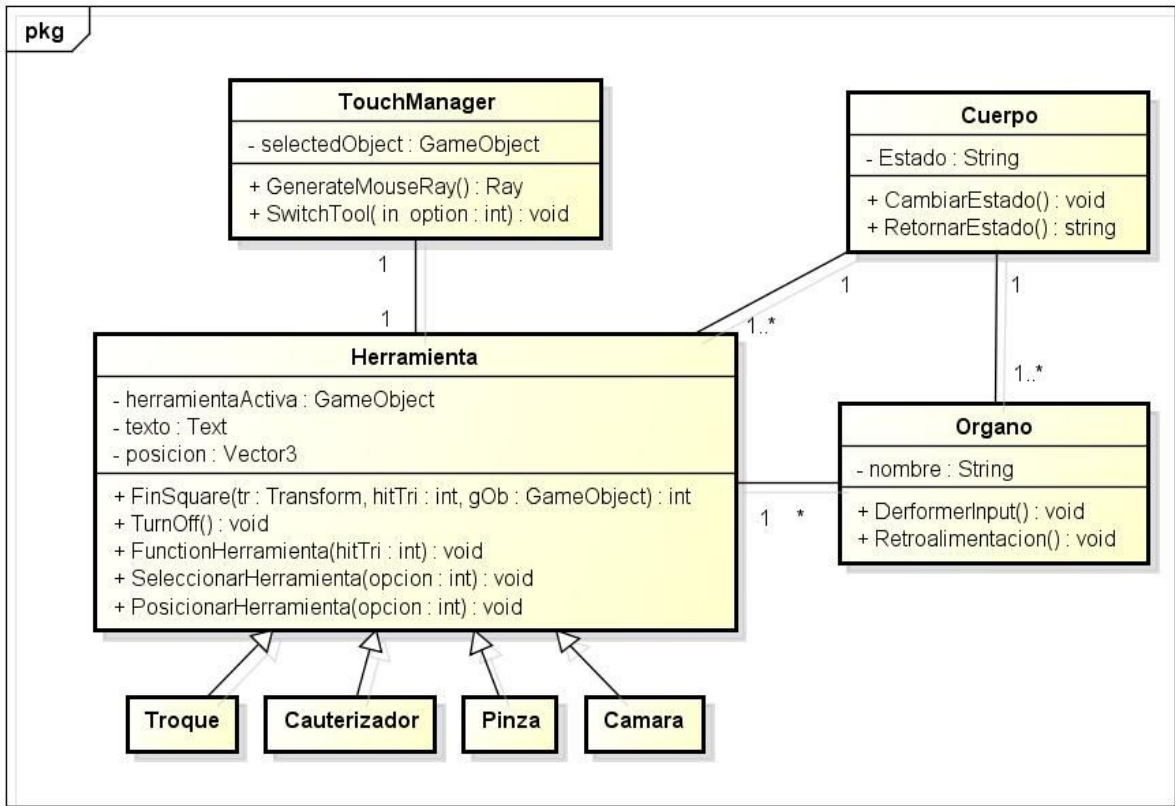 pkg
TouchManager
- selectedObject : GameObject
+ GenerateMouseRay() : Ray
+ SwitchTool( in option : int) : void
Cuerpo
- Estado : String
+ CambiarEstado() : void
+ RetornarEstado() : string
1
1
1
1..*
1
1..*
Herramienta
- herramientaActiva : GameObject
- texto : Text
- posicion : Vector3
+ FinSquare(tr : Transform, hitTri : int, gOb : GameObject) : int
+ TurnOff() : void
+ FunctionHerramienta(hitTri : int) : void
+ SeleccionarHerramienta(opcion : int) : void
+ PosicionarHerramienta(opcion : int) : void
1 *
Organo
- nombre : String
+ DerformerInput() : void
+ Retroalimentacion() : void
Troque
Cauterizador
Pinza
Camara